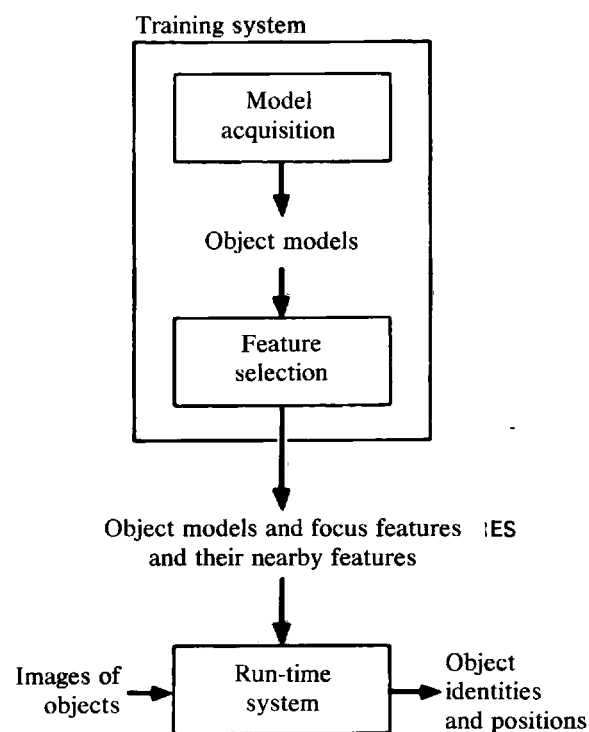 Training system
Model
acquisition
Object models
Feature
selection
Object models and focus features
and their nearby features
Images of
objects
Run-time
system
Object
identities
and positions